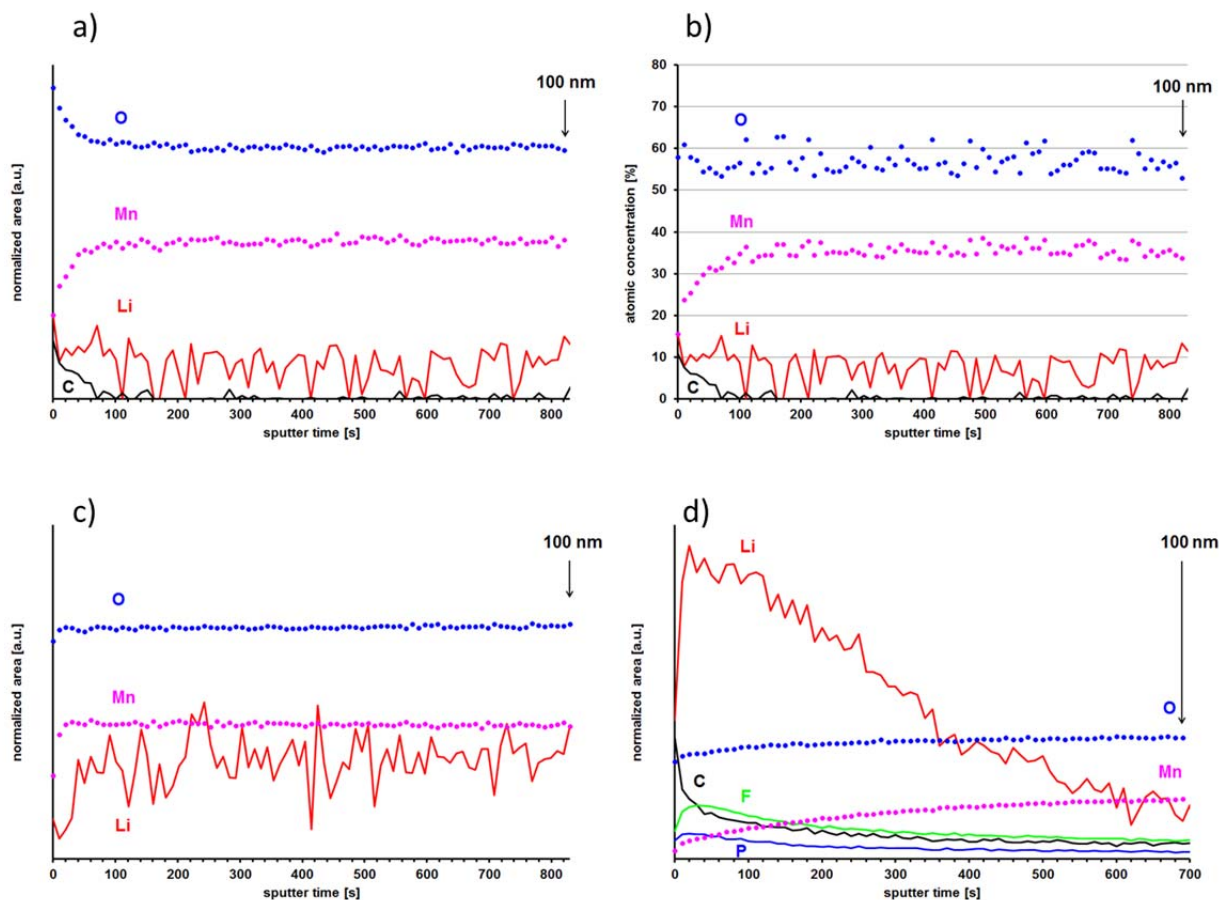 a)
normalized area [a.u.]
100 nm
O
Mn
Li
C
0 100 200 300 400 500 600 700 800
sputter time [s]
b)
atomic concentration [%]
80
70
60
50
40
30
20
10
0
100 nm
O
Mn
Li
C
0 100 200 300 400 500 600 700 800
sputter time [s]
c)
normalized area [a.u.]
100 nm
O
Mn
Li
0 100 200 300 400 500 600 700 800
sputter time [s]
d)
normalized area [a.u.]
100 nm
Li
O
Mn
C
F
P
0 100 200 300 400 500 600 700
sputter time [s]